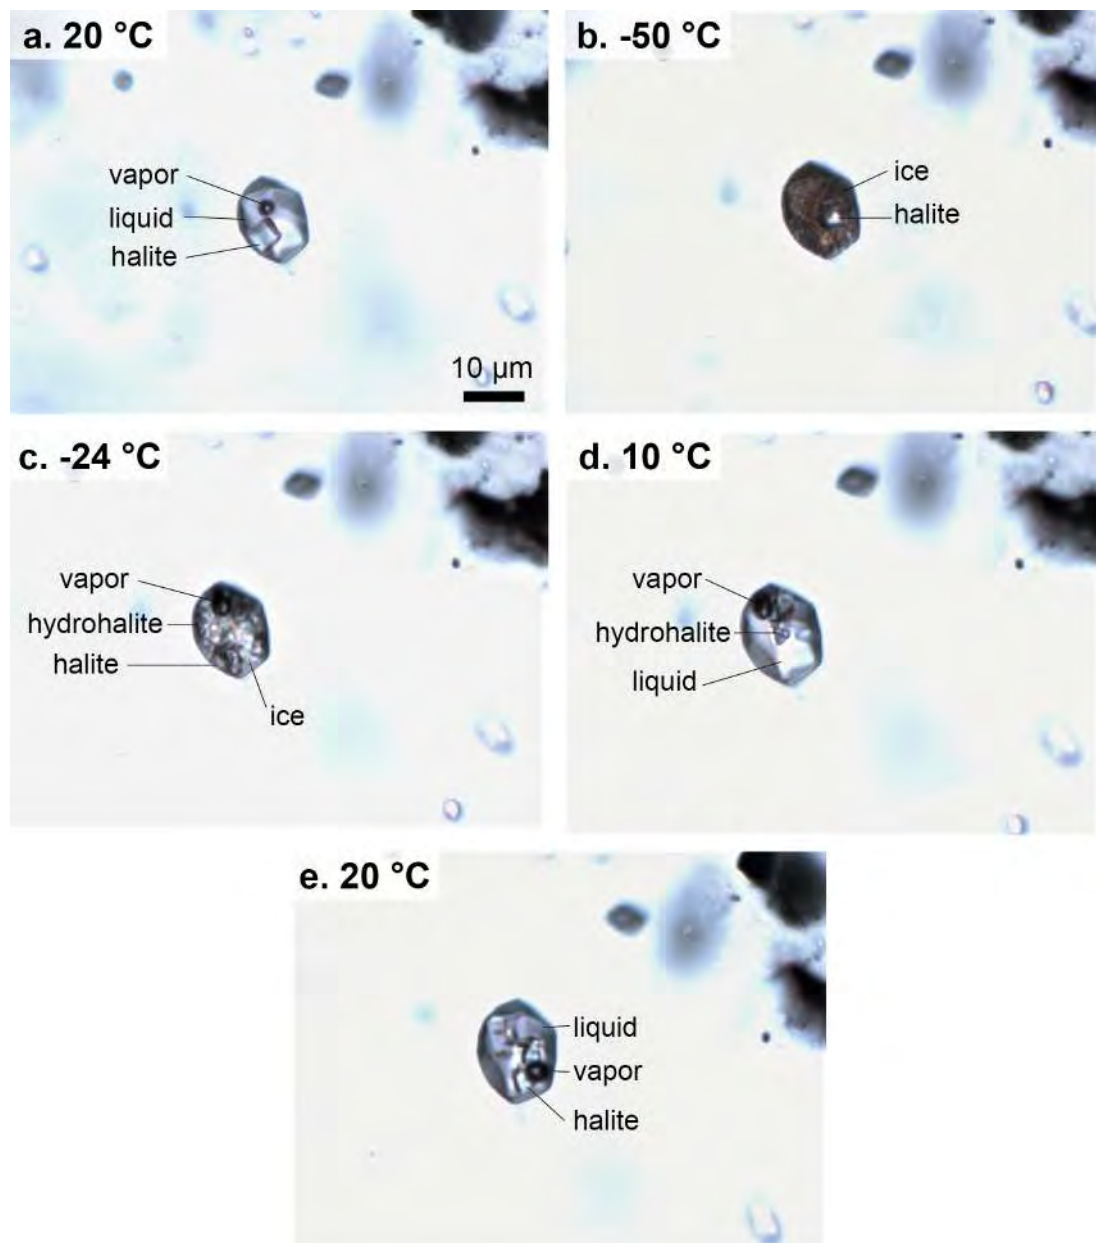 a. 20 °C
vapor
liquid
halite
10 µm
b. -50 °C
ice
halite
c. -24 °C
vapor
hydrohalite
halite
ice
d. 10 °C
vapor
hydrohalite
liquid
e. 20 °C
liquid
vapor
halite